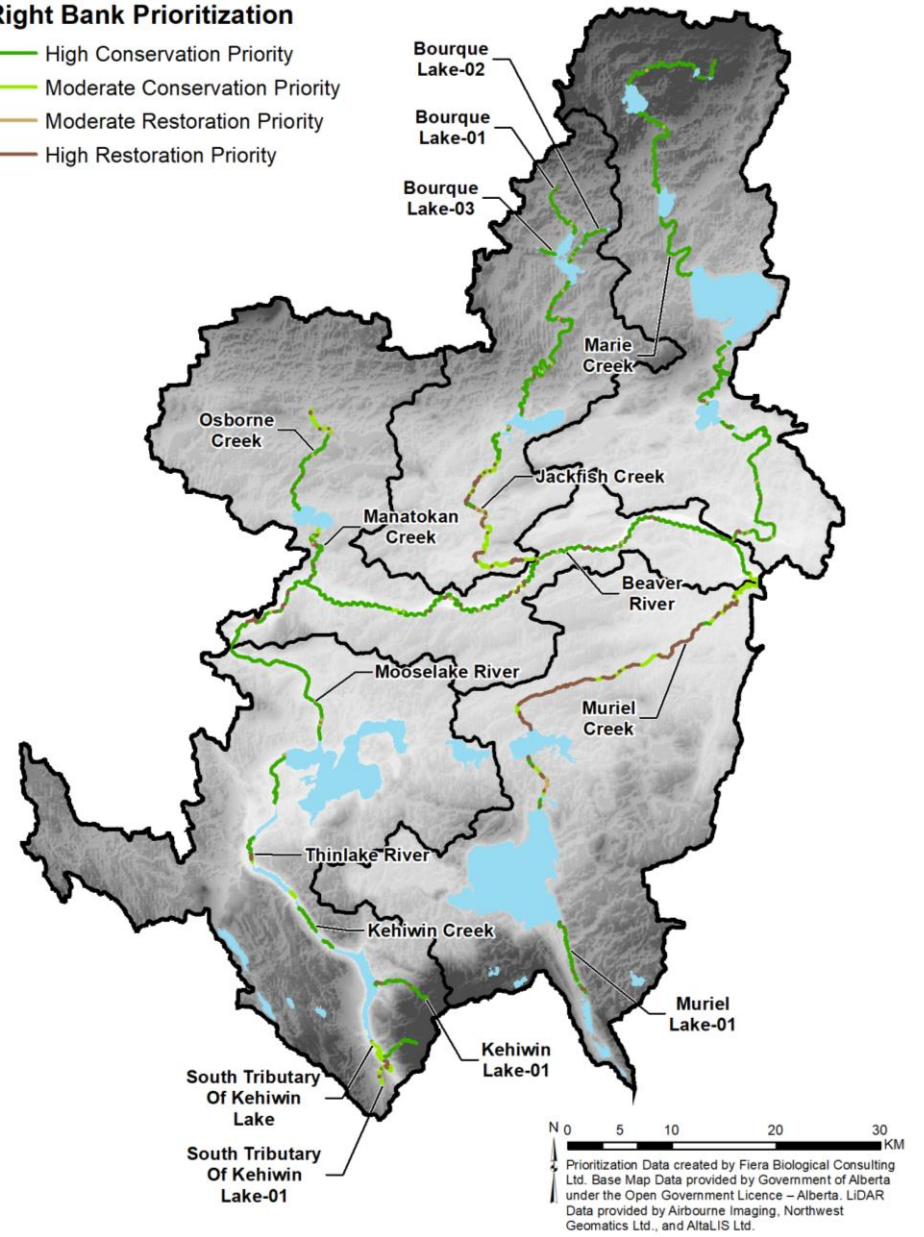 Right Bank Prioritization
High Conservation Priority
Moderate Conservation Priority
Moderate Restoration Priority
High Restoration Priority
Bourque
Lake-02
Bourque
Lake-01
Bourque
Lake-03
Marie
Creek
Osborne
Creek
Jackfish Creek
Manatokan
Creek
Beaver
River
Mooselake River
Muriel
Creek
Thinlake River
Kehiwin Creek
Muriel
Lake-01
Kehiwin
Lake-01
South Tributary
Of Kehiwin
Lake
South Tributary
Of Kehiwin
Lake-01
N 0 5 10 20 30
KM
Prioritization Data created by Fiera Biological Consulting
Ltd. Base Map Data provided by Government of Alberta
under the Open Government Licence – Alberta. LiDAR
Data provided by Airbourne Imaging, Northwest
Geomatics Ltd., and AltaLIS Ltd.